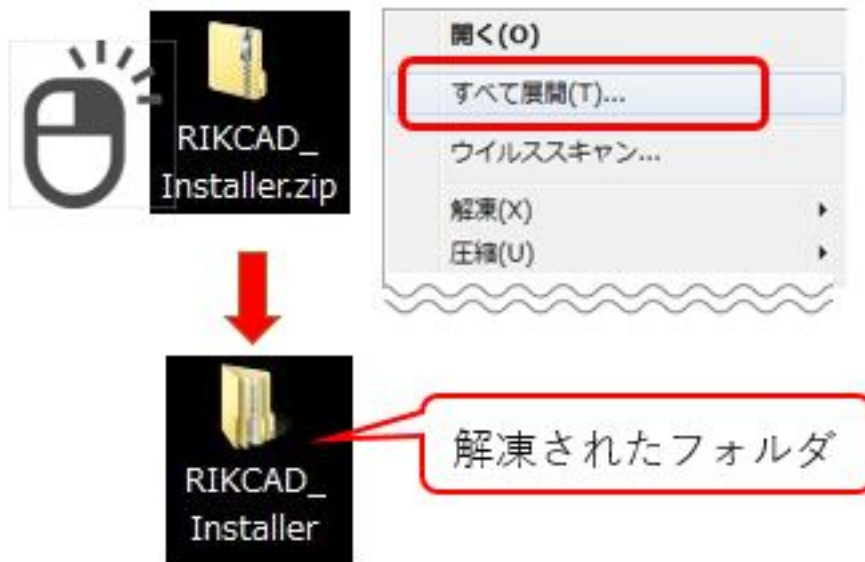 RIKCAD_
Installer.zip
開く(O)
すべて展開(T)...
ウイルススキャン...
解凍(X)
圧縮(U)
RIKCAD_
Installer
解凍されたフォルダ